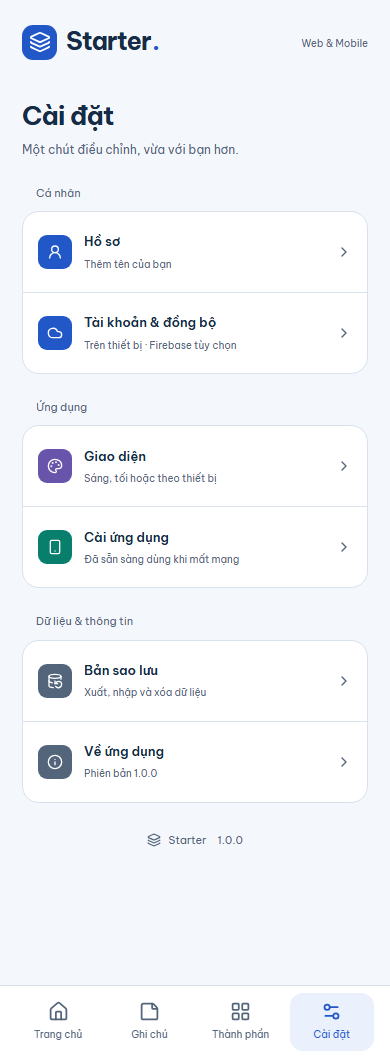 Starter.
Web & Mobile
Cài đặt
Một chút điều chỉnh, vừa với bạn hơn.
Cá nhân
Hồ sơ
Thêm tên của bạn
Tài khoản & đồng bộ
Trên thiết bị · Firebase tùy chọn
Ứng dụng
Giao diện
Sáng, tối hoặc theo thiết bị
Cài ứng dụng
Đã sẵn sàng dùng khi mất mạng
Dữ liệu & thông tin
Bản sao lưu
Xuất, nhập và xóa dữ liệu
Về ứng dụng
Phiên bản 1.0.0
Starter 1.0.0
Trang chủ
Ghi chú
Thành phần
Cài đặt